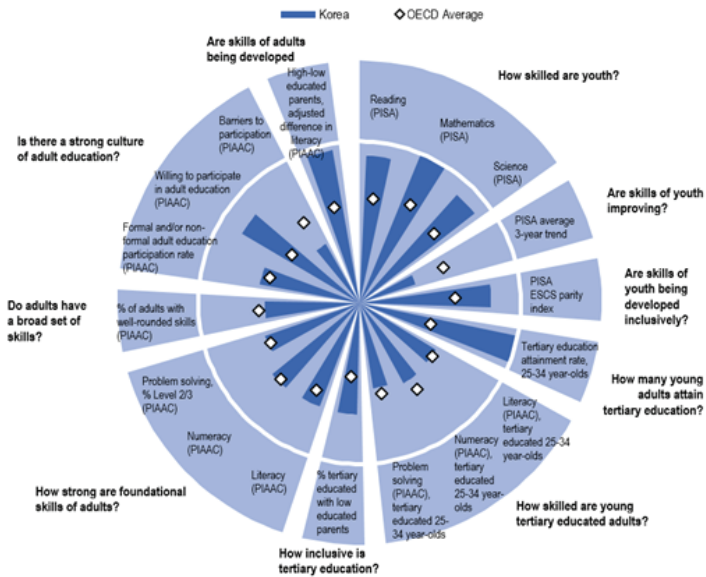 Korea
OECD Average
Are skills of adults
being developed
High-low
educated
parents,
adjusted
difference in
literacy
(PIAAC)
How skilled are youth?
Reading
(PISA)
Mathematics
(PISA)
Science
(PISA)
Are skills of youth
improving?
PISA average
3-year trend
Are skills of
youth being
developed
inclusively?
PISA
ESCS parity
index
Tertiary education
attainment rate,
25-34 year-olds
How many young
adults attain
tertiary education?
Literacy
(PIAAC),
tertiary
educated 25-34
year-olds
Numeracy
(PIAAC),
tertiary
educated
25-34 year-
olds
Problem
solving
(PIAAC),
tertiary
educated 25-
34 year-olds
How skilled are young
tertiary educated adults?
% tertiary
educated
with low
educated
parents
How inclusive is
tertiary education?
Literacy
(PIAAC)
Numeracy
(PIAAC)
Problem solving,
% Level 2/3
(PIAAC)
How strong are foundational
skills of adults?
% of adults with
well-rounded skills
(PIAAC)
Do adults have
a broad set of
skills?
Formal and/or non-
formal adult education
participation rate
(PIAAC)
Willing to participate
in adult education
(PIAAC)
Barriers to
participation
(PIAAC)
Is there a strong culture
of adult education?